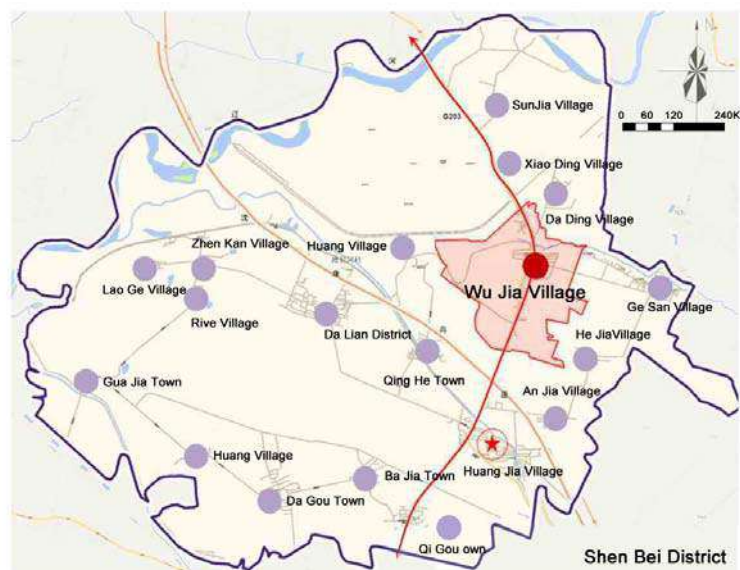 N
SunJia Village
0 60 120 240K
G203
Xiao Ding Village
Da Ding Village
Huang Village
Zhen Kan Village
Wu Jia Village
Lao Ge Village
Ge San Village
Rive Village
Da Lian District
He JiaVillage
Qing He Town
Gua Jia Town
An Jia Village
Huang Village
Huang Jia Village
Ba Jia Town
Da Gou Town
Qi Gou own
Shen Bei District